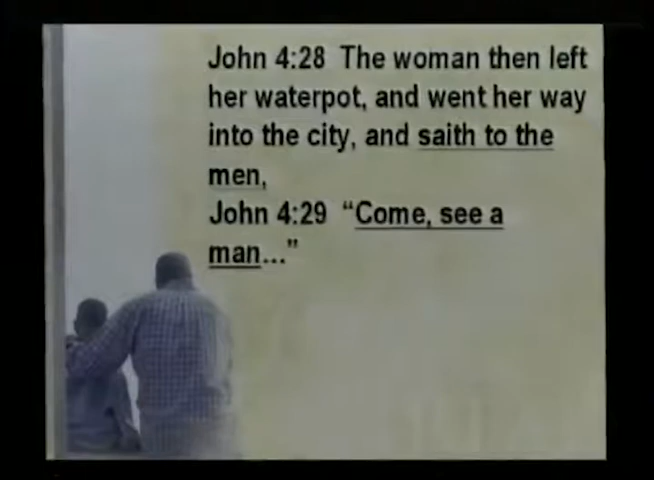 John 4:28  The woman then left
her waterpot, and went her way
into the city, and saith to the
men,
John 4:29  “Come, see a
man...”